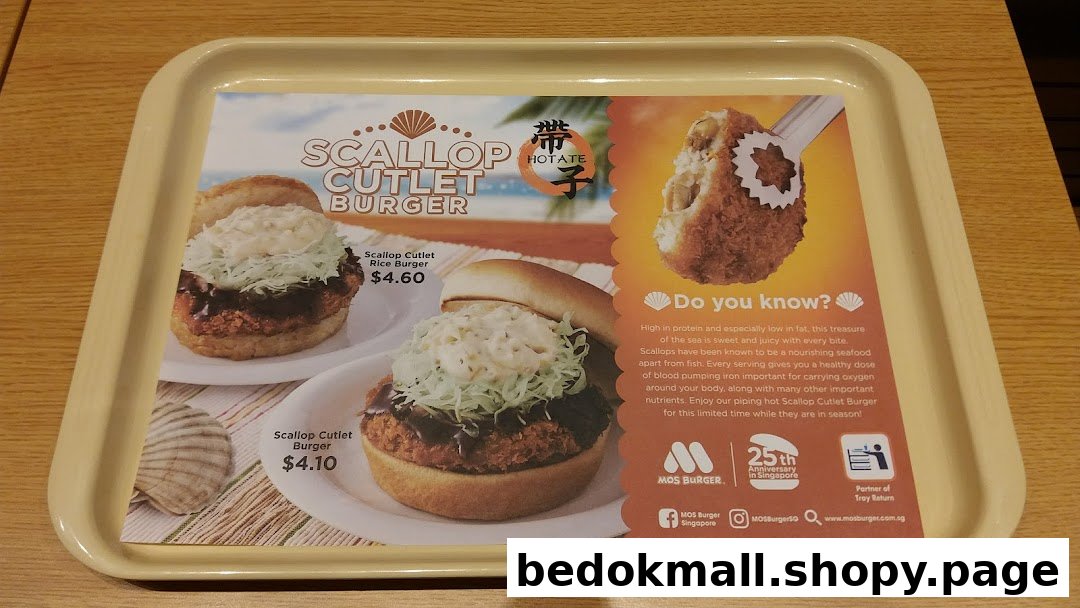 SCALLOP
CUTLET
BURGER
帶
HOTATE
子
Scallop Cutlet
Rice Burger
$4.60
Scallop Cutlet
Burger
$4.10
Do you know?
High in protein and especially low in fat, this treasure
of the sea is sweet and juicy with every bite.
Scallops have been known to be a nourishing seafood
apart from fish. Every serving gives you a healthy dose
of blood pumping iron important for carrying oxygen
around your body, along with many other important
nutrients. Enjoy our piping hot Scallop Cutlet Burger
for this limited time while they are in season!
MOS BURGER
25th
Anniversary
in Singapore
Partner of
Tray Return
MOS Burger
Singapore
MOSBurgerSG
www.mosburger.com.sg
bedokmall.shopy.page